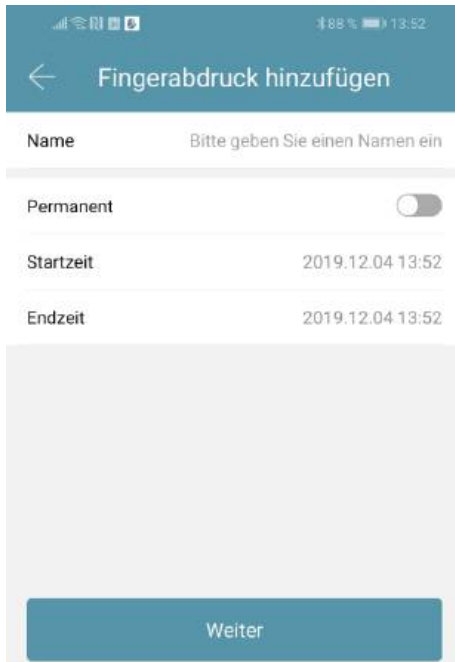 88 % 13:52
Fingerabdruck hinzufügen
Name Bitte geben Sie einen Namen ein
Permanent
Startzeit 2019.12.04 13:52
Endzeit 2019.12.04 13:52
Weiter